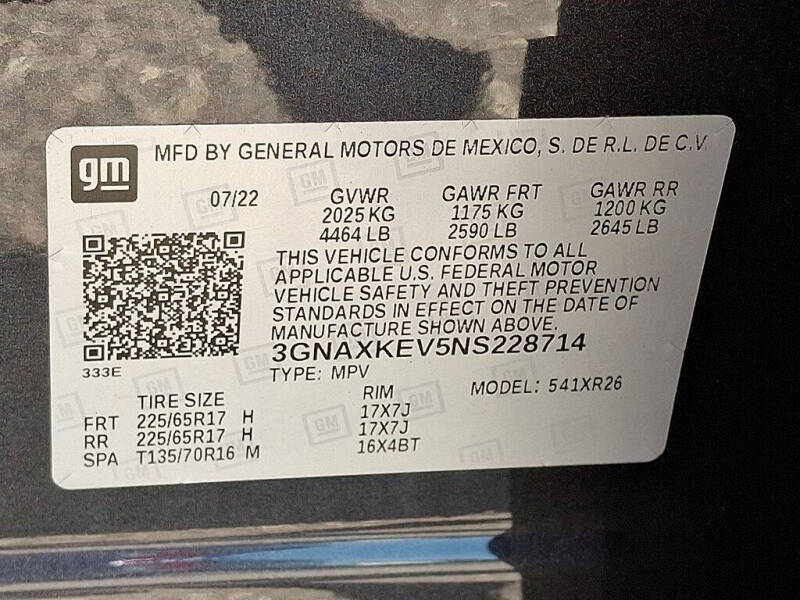 gm MFD BY GENERAL MOTORS DE MEXICO, S. DE R.L. DE C.V
07/22 GVWR GAWR FRT GAWR RR
2025 KG 1175 KG 1200 KG
4464 LB 2590 LB 2645 LB
THIS VEHICLE CONFORMS TO ALL
APPLICABLE U.S. FEDERAL MOTOR
VEHICLE SAFETY AND THEFT PREVENTION
STANDARDS IN EFFECT ON THE DATE OF
MANUFACTURE SHOWN ABOVE.
3GNAXKEV5NS228714
333E
TYPE: MPV MODEL: 541XR26
TIRE SIZE RIM
FRT 225/65R17 H 17X7J
RR 225/65R17 H 17X7J
SPA T135/70R16 M 16X4BT